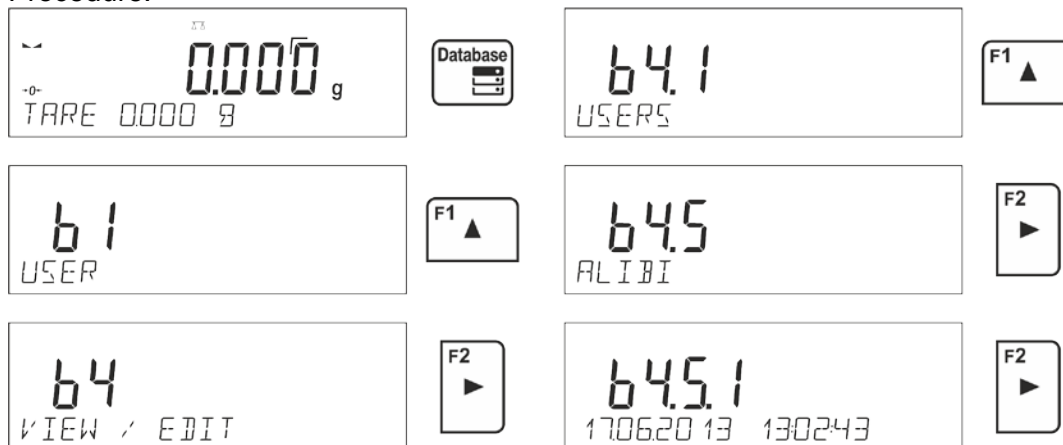 Procedure:
0.000 g
→0←
TARE 0.000 g
Database
b1
USER
F1
b4
VIEW / EDIT
F2
b4.1
USERS
F1
b4.5
ALIBI
F2
b4.5.1
17.06.2013 13:02:43
F2